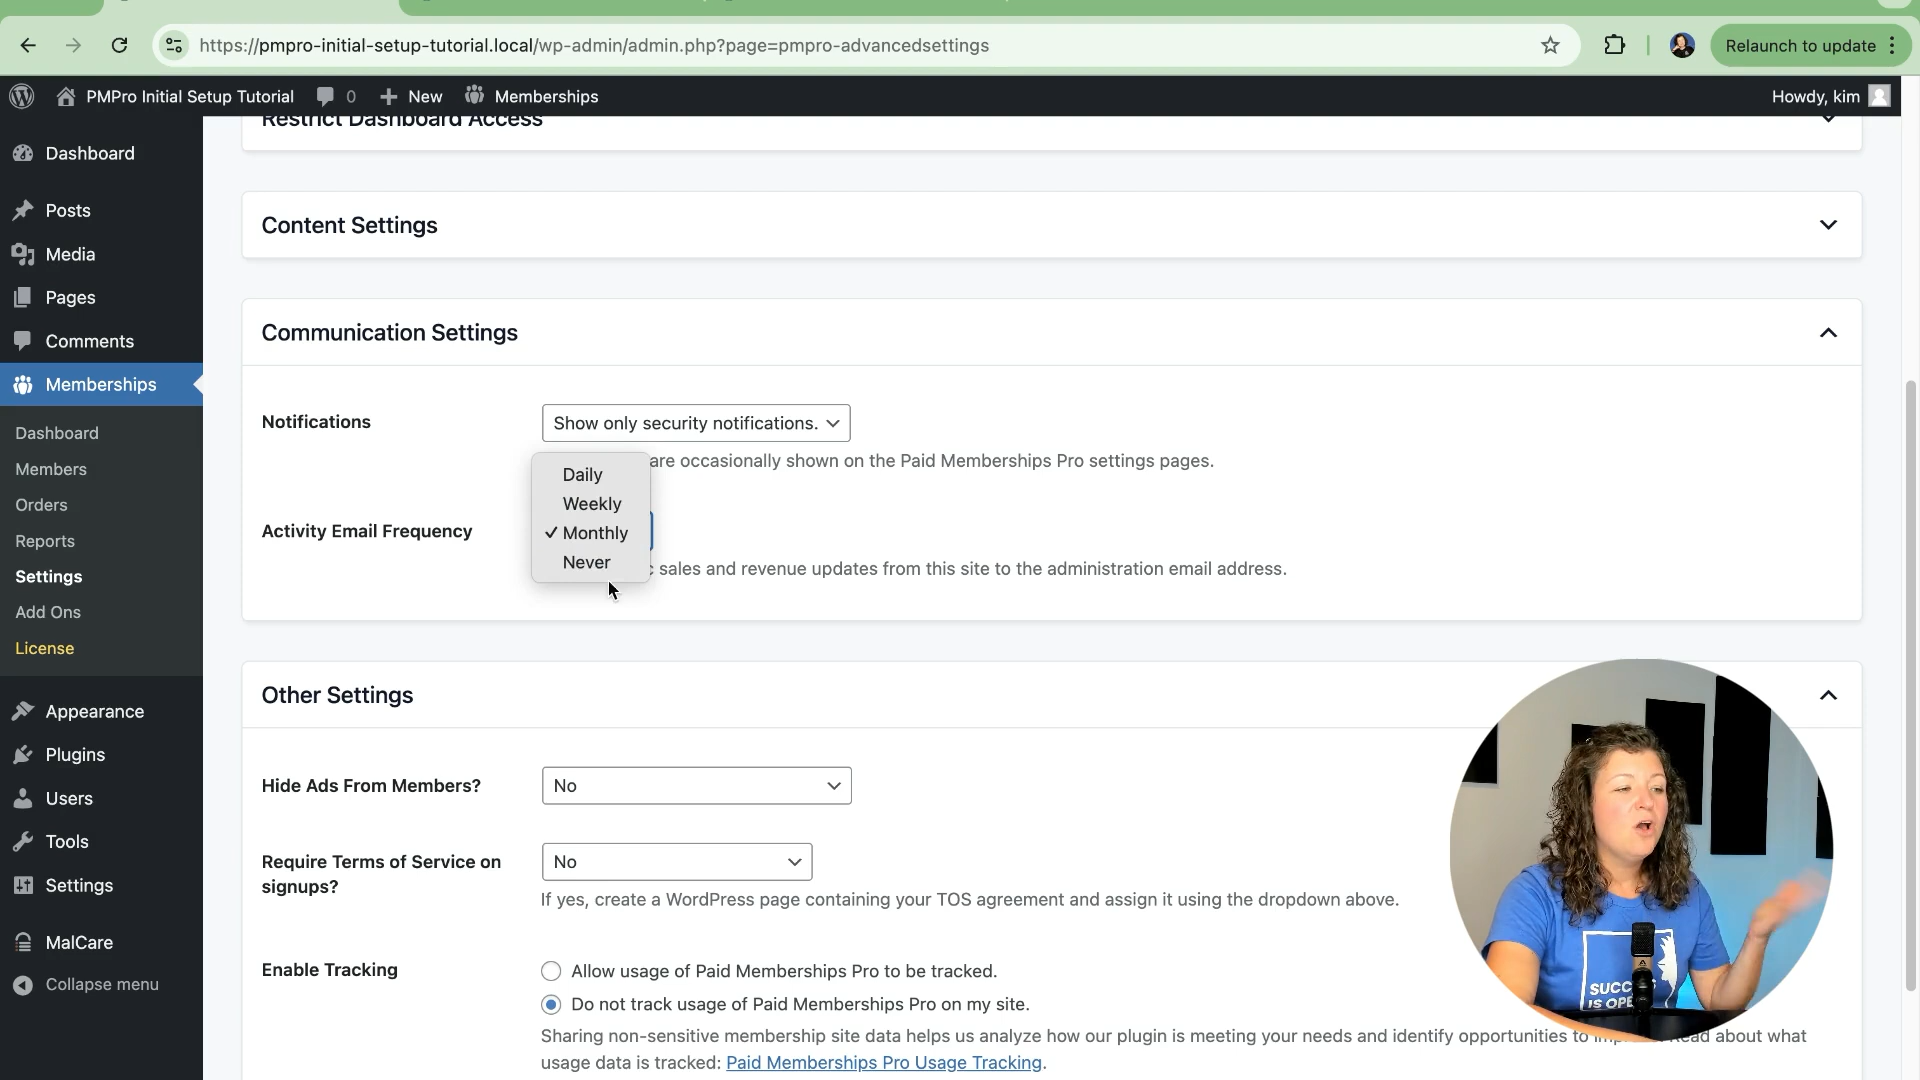 https://pmpro-initial-setup-tutorial.local/wp-admin/admin.php?page=pmpro-advancedsettings
Relaunch to update
PMPro Initial Setup Tutorial
0
New
Memberships
Howdy, kim
Dashboard
Posts
Media
Pages
Comments
Memberships
Dashboard
Members
Orders
Reports
Settings
Add Ons
License
Appearance
Plugins
Users
Tools
Settings
MalCare
Collapse menu
Restrict Dashboard Access
Content Settings
Communication Settings
Notifications
Show only security notifications.
are occasionally shown on the Paid Memberships Pro settings pages.
Activity Email Frequency
Daily
Weekly
✓ Monthly
Never
sales and revenue updates from this site to the administration email address.
Other Settings
Hide Ads From Members?
No
Require Terms of Service on
signups?
No
If yes, create a WordPress page containing your TOS agreement and assign it using the dropdown above.
Enable Tracking
Allow usage of Paid Memberships Pro to be tracked.
Do not track usage of Paid Memberships Pro on my site.
Sharing non-sensitive membership site data helps us analyze how our plugin is meeting your needs and identify opportunities to about what
usage data is tracked: Paid Memberships Pro Usage Tracking.
IS